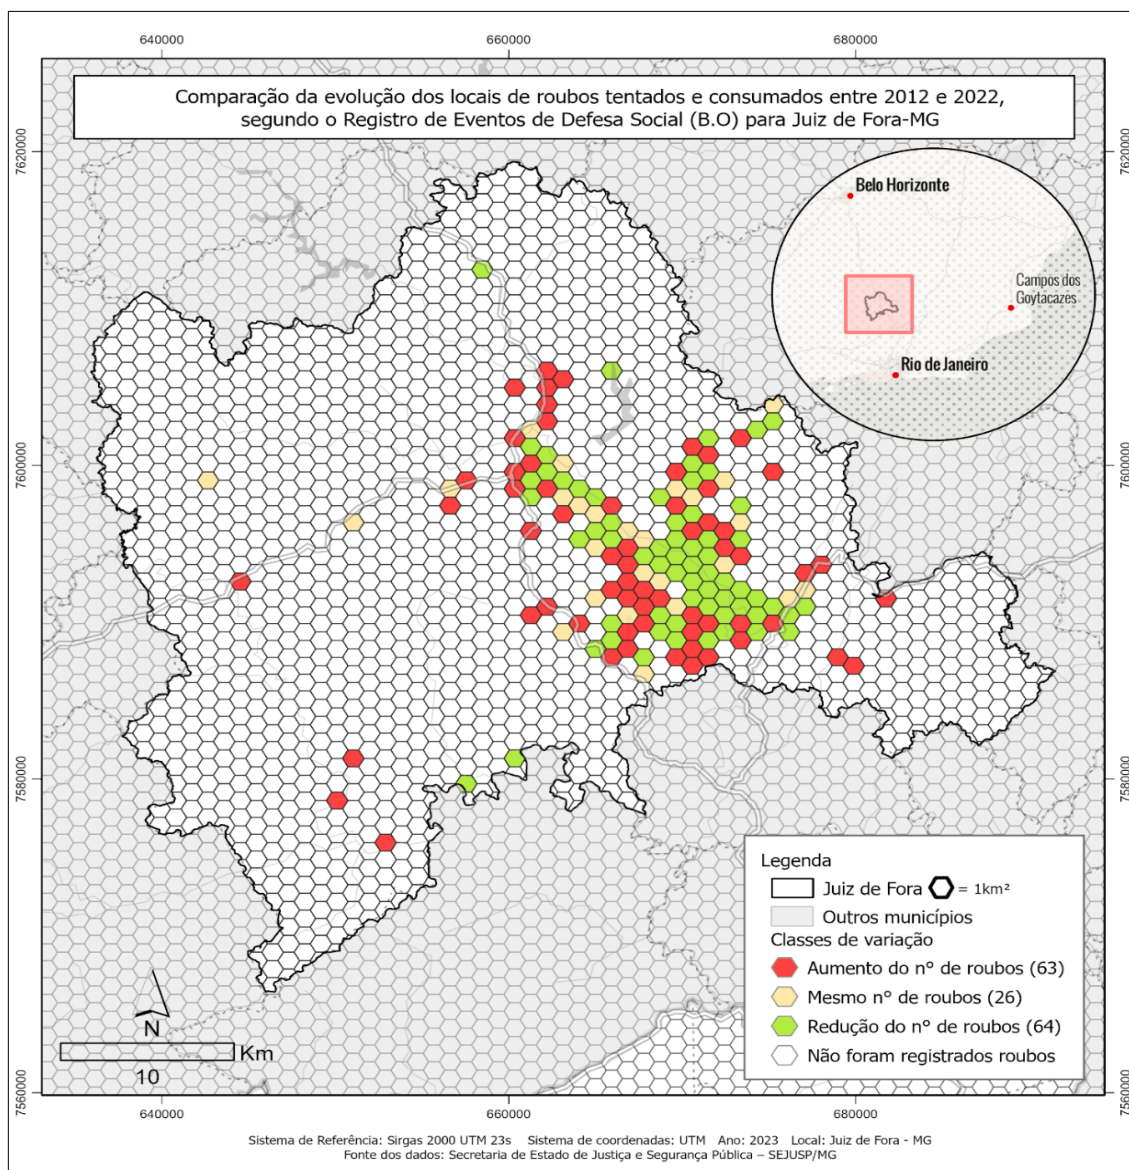 640000
660000
680000
Comparação da evolução dos locais de roubos tentados e consumados entre 2012 e 2022,
segundo o Registro de Eventos de Defesa Social (B.O) para Juiz de Fora-MG
7620000
7620000
Belo Horizonte
Campos dos
Goytacazes
Rio de Janeiro
7600000
7600000
7580000
7580000
Legenda
Juiz de Fora = 1km²
Outros municípios
Classes de variação
Aumento do n° de roubos (63)
Mesmo n° de roubos (26)
Redução do n° de roubos (64)
Não foram registrados roubos
N
Km
10
7560000
7560000
640000
660000
680000
Sistema de Referência: Sirgas 2000 UTM 23s Sistema de coordenadas: UTM Ano: 2023 Local: Juiz de Fora - MG
Fonte dos dados: Secretaria de Estado de Justiça e Segurança Pública – SEJUSP/MG